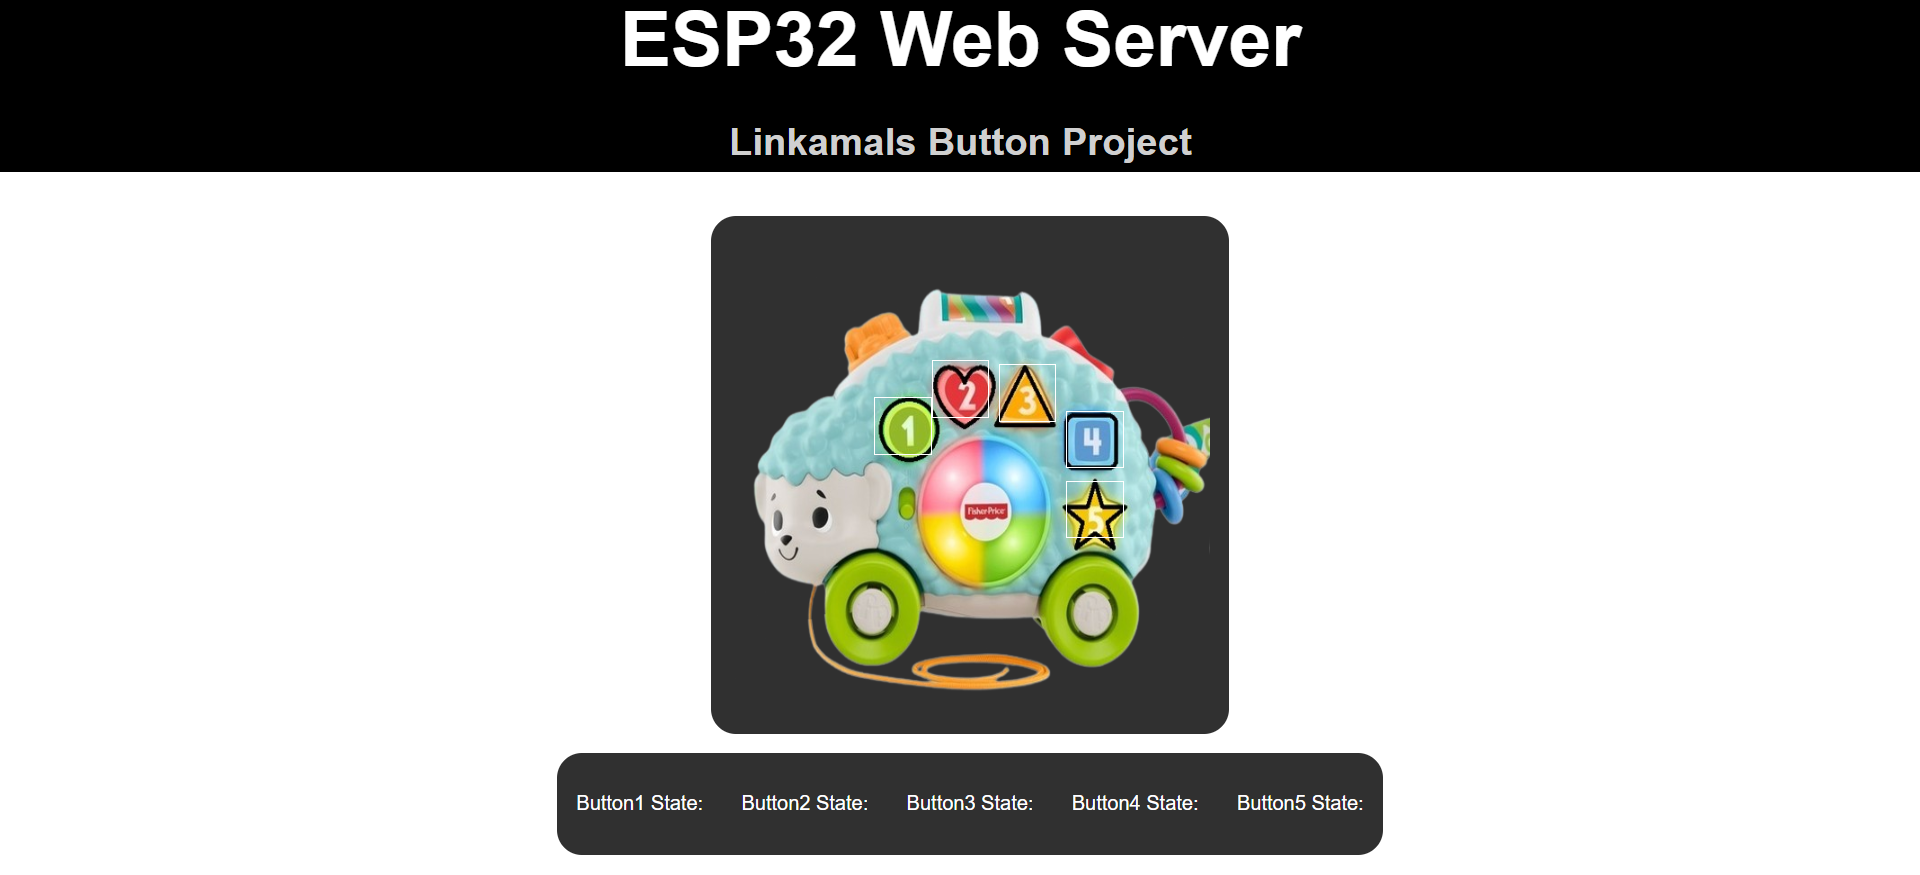 ESP32 Web Server
Linkamals Button Project
2
3
1
4
Fisher-Price
5
Button1 State:
Button2 State:
Button3 State:
Button4 State:
Button5 State: